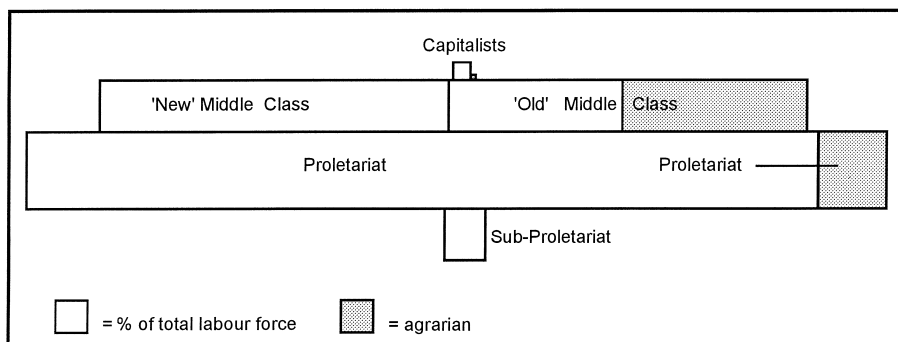 Capitalists
'New' Middle Class
'Old' Middle Class
Proletariat
Proletariat
Sub-Proletariat
= % of total labour force
= agrarian